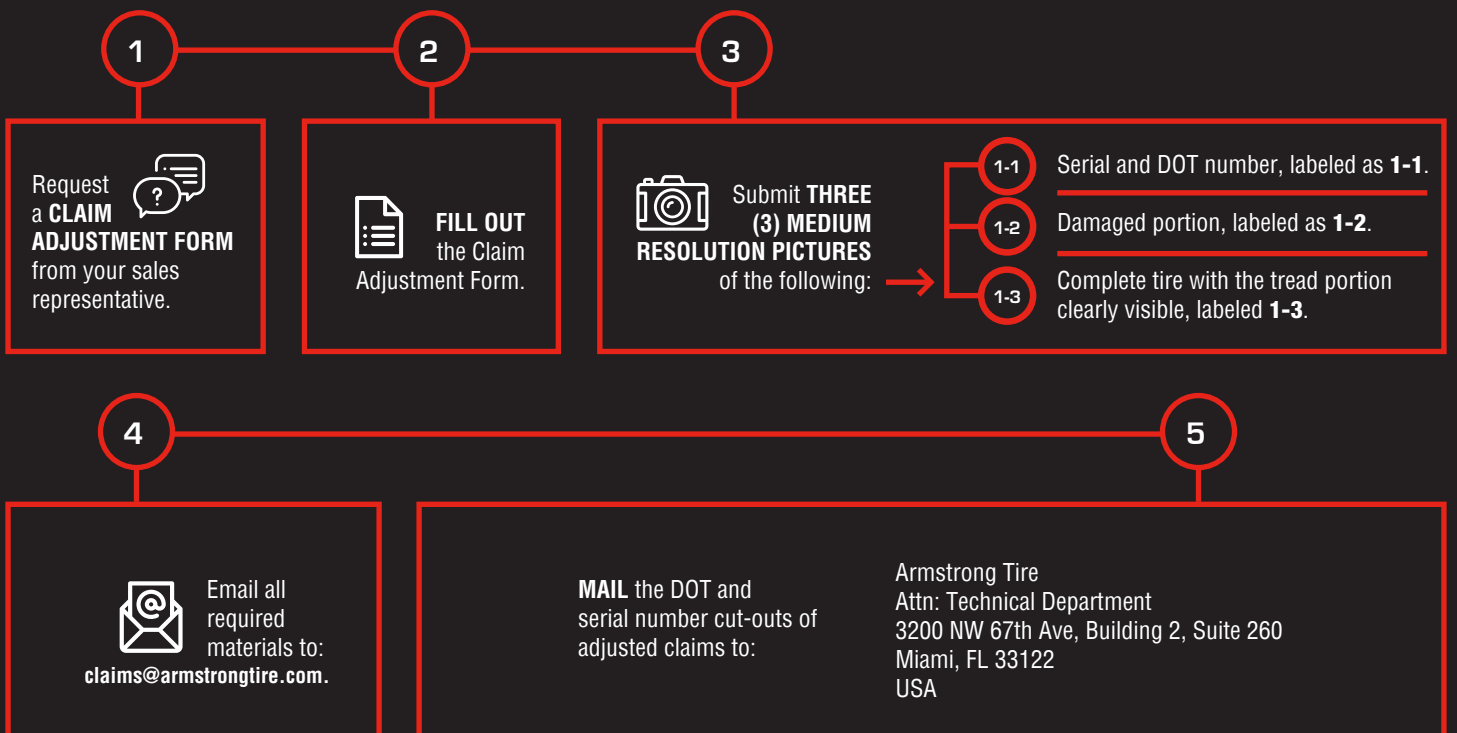 1
2
3
Request
a CLAIM
ADJUSTMENT FORM
from your sales
representative.
?
FILL OUT
the Claim
Adjustment Form.
Submit THREE
(3) MEDIUM
RESOLUTION PICTURES
of the following:
1-1
Serial and DOT number, labeled as 1-1.
1-2
Damaged portion, labeled as 1-2.
1-3
Complete tire with the tread portion
clearly visible, labeled 1-3.
4
5
@
Email all
required
materials to:
claims@armstrongtire.com.
MAIL the DOT and
serial number cut-outs of
adjusted claims to:
Armstrong Tire
Attn: Technical Department
3200 NW 67th Ave, Building 2, Suite 260
Miami, FL 33122
USA